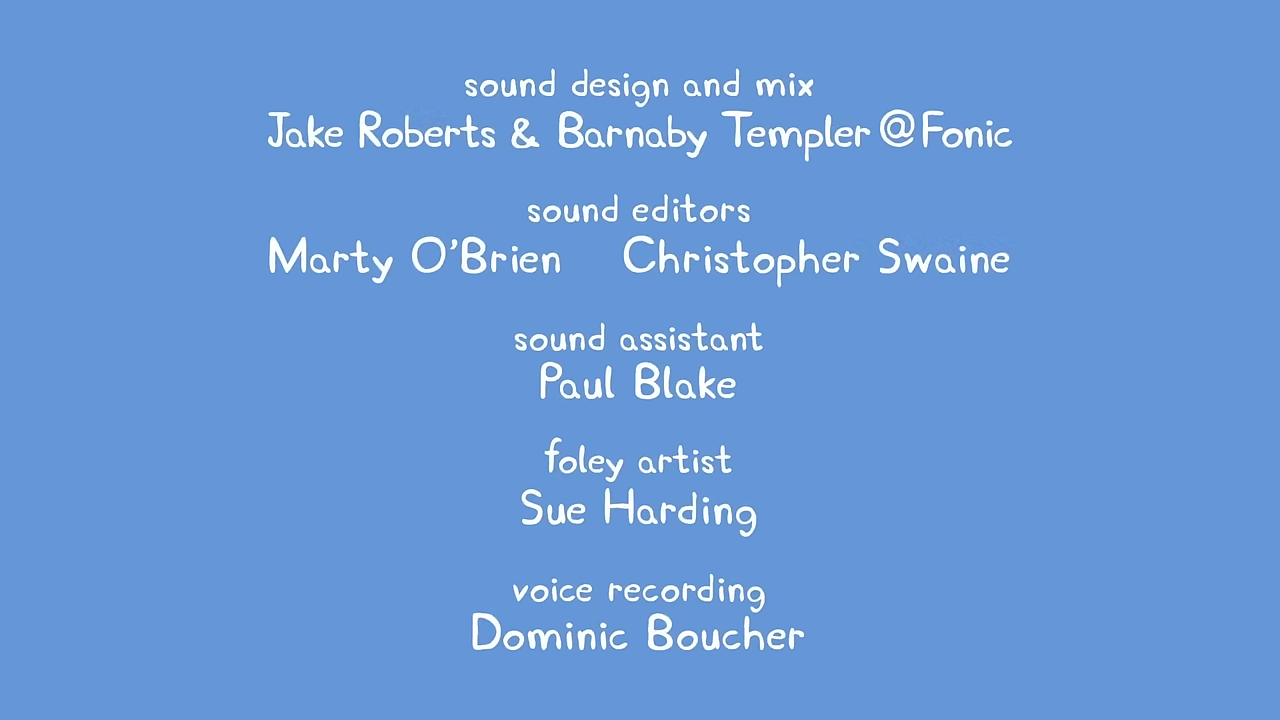 sound design and mix
Jake Roberts & Barnaby Templer @ Fonic
sound editors
Marty O'Brien Christopher Swaine
sound assistant
Paul Blake
foley artist
Sue Harding
voice recording
Dominic Boucher